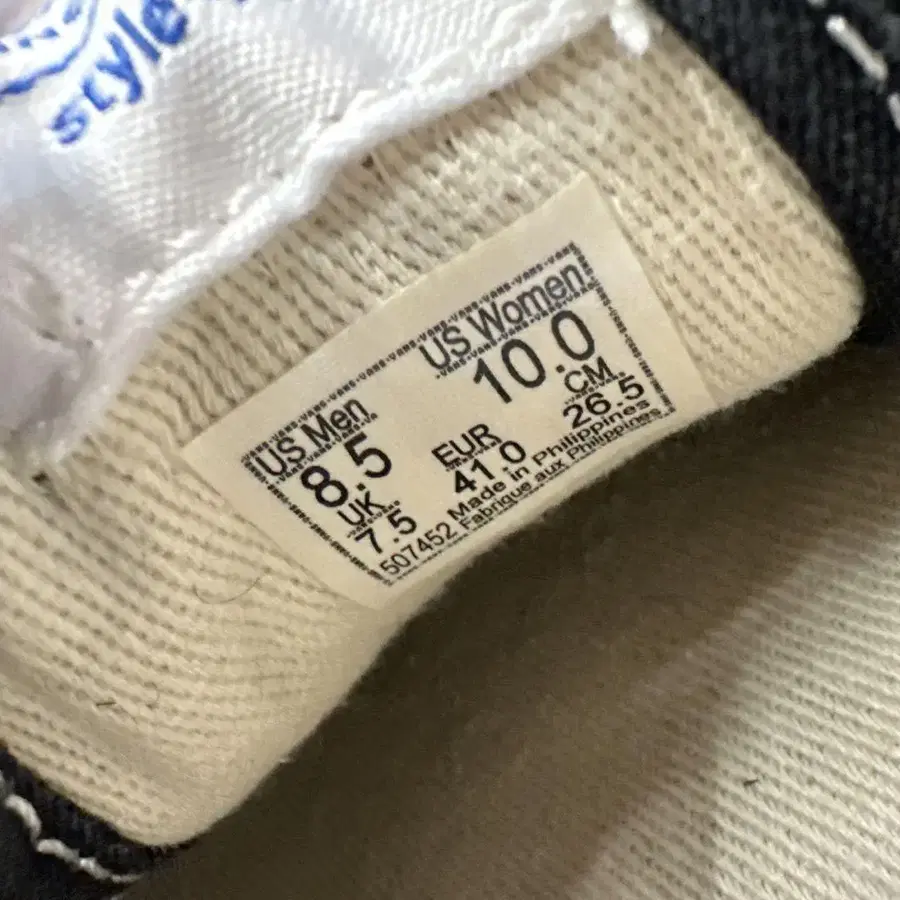 style
US Men
US Women
8.5
10.0
UK
EUR
CM
7.5
41.0
26.5
507452 Made in Philippines
Fabrique aux Philippines